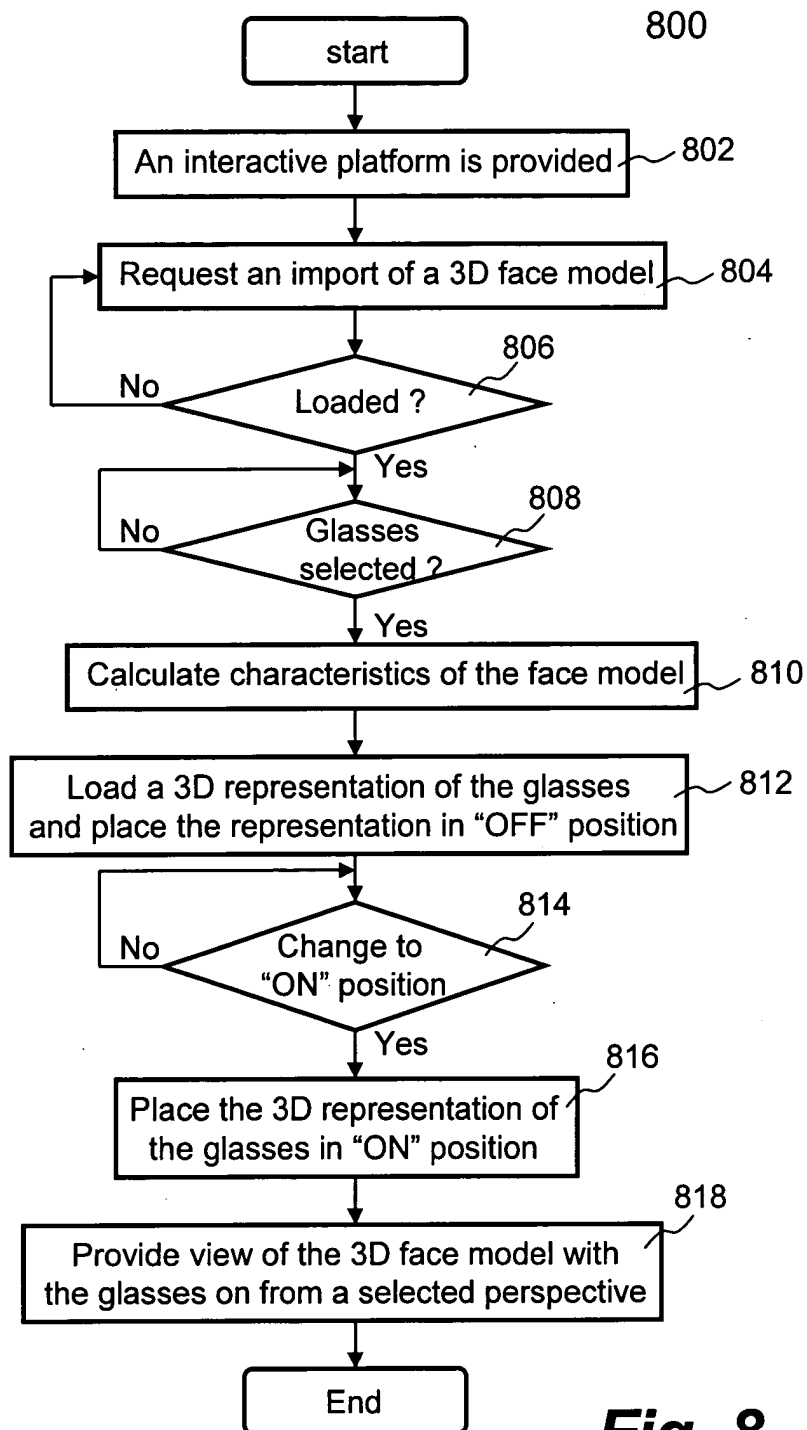 800
start
An interactive platform is provided
802
Request an import of a 3D face model
804
806
Loaded ?
No
Yes
808
Glasses
selected ?
No
Yes
Calculate characteristics of the face model
810
Load a 3D representation of the glasses
and place the representation in “OFF” position
812
814
Change to
“ON” position
No
Yes
816
Place the 3D representation of
the glasses in “ON” position
818
Provide view of the 3D face model with
the glasses on from a selected perspective
End
Fig. 8